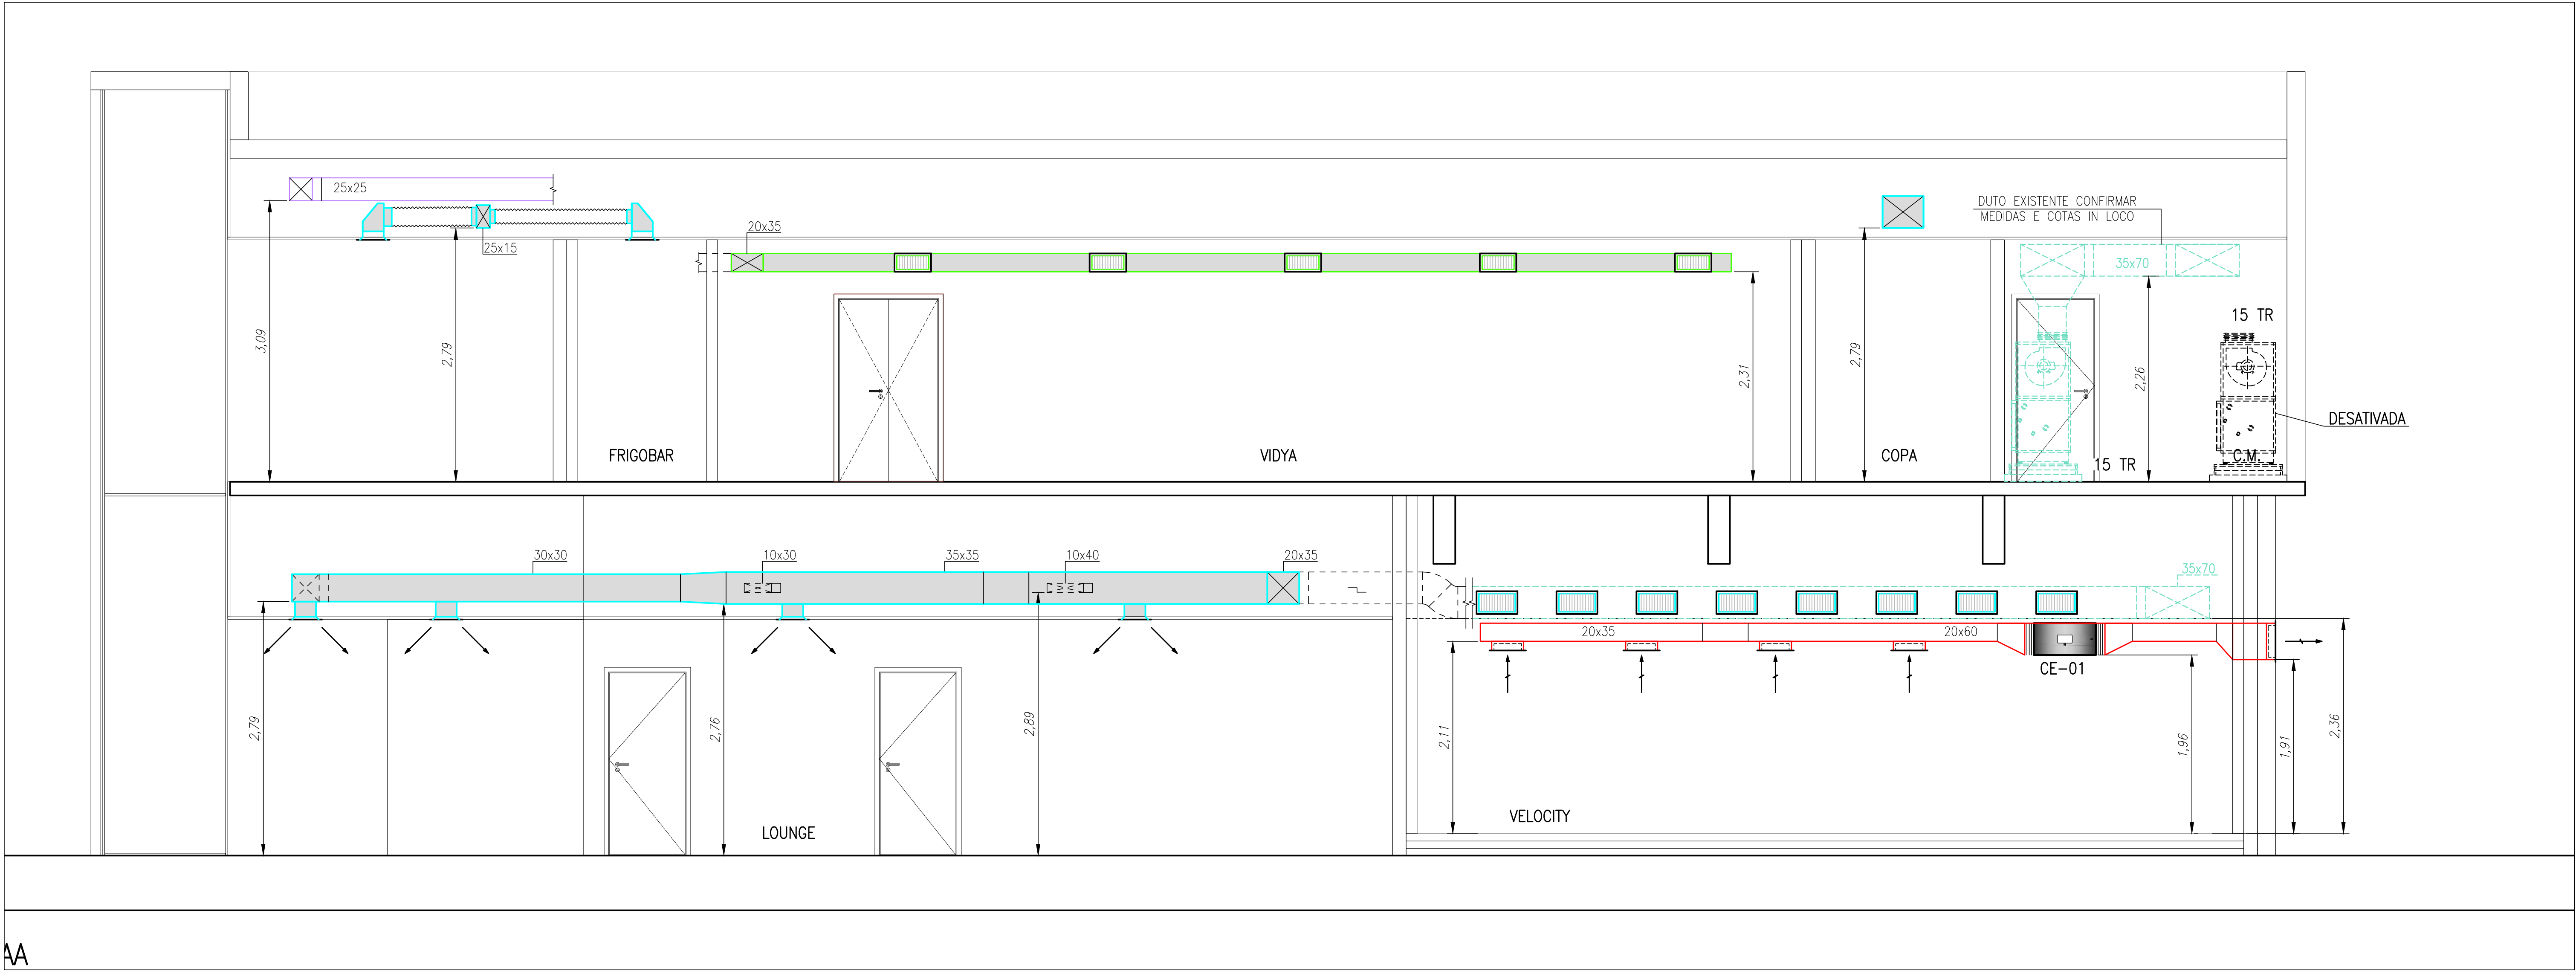 25x25
25x15
20x35
DUTO EXISTENTE CONFIRMAR
MEDIDAS E COTAS IN LOCO
35x70
15 TR
3,09
2,79
2,31
2,79
2,26
DESATIVADA
FRIGOBAR
VIDYA
COPA
15 TR
C.M.
30x30
10x30
35x35
10x40
20x35
35x70
20x35
20x60
CE-01
2,79
2,76
2,89
2,11
1,96
1,91
2,36
LOUNGE
VELOCITY
AA